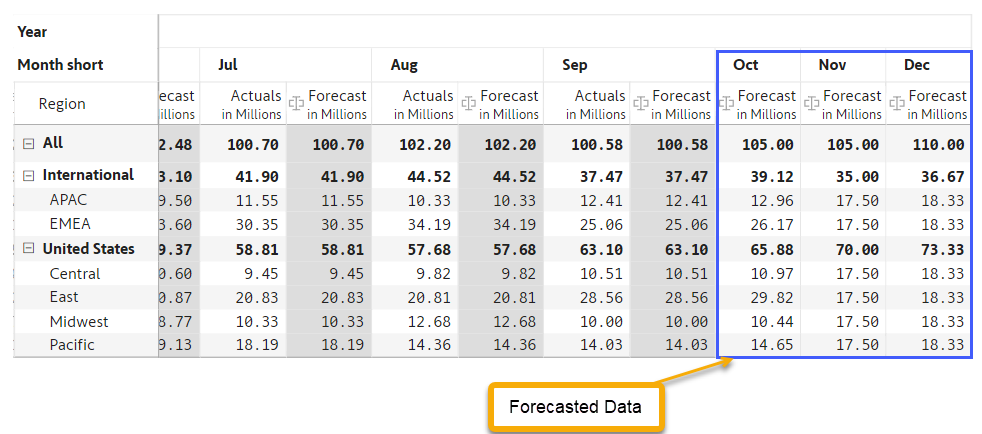 Year
Month short Jul Aug Sep Oct Nov Dec
Region ecast Actuals Forecast Actuals Forecast Actuals Forecast Forecast Forecast Forecast
illions in Millions in Millions in Millions in Millions in Millions in Millions in Millions in Millions in Millions
All 2.48 100.70 100.70 102.20 102.20 100.58 100.58 105.00 105.00 110.00
International 3.10 41.90 41.90 44.52 44.52 37.47 37.47 39.12 35.00 36.67
APAC 9.50 11.55 11.55 10.33 10.33 12.41 12.41 12.96 17.50 18.33
EMEA 3.60 30.35 30.35 34.19 34.19 25.06 25.06 26.17 17.50 18.33
United States 9.37 58.81 58.81 57.68 57.68 63.10 63.10 65.88 70.00 73.33
Central 0.60 9.45 9.45 9.82 9.82 10.51 10.51 10.97 17.50 18.33
East 0.87 20.83 20.83 20.81 20.81 28.56 28.56 29.82 17.50 18.33
Midwest 8.77 10.33 10.33 12.68 12.68 10.00 10.00 10.44 17.50 18.33
Pacific 9.13 18.19 18.19 14.36 14.36 14.03 14.03 14.65 17.50 18.33
Forecasted Data